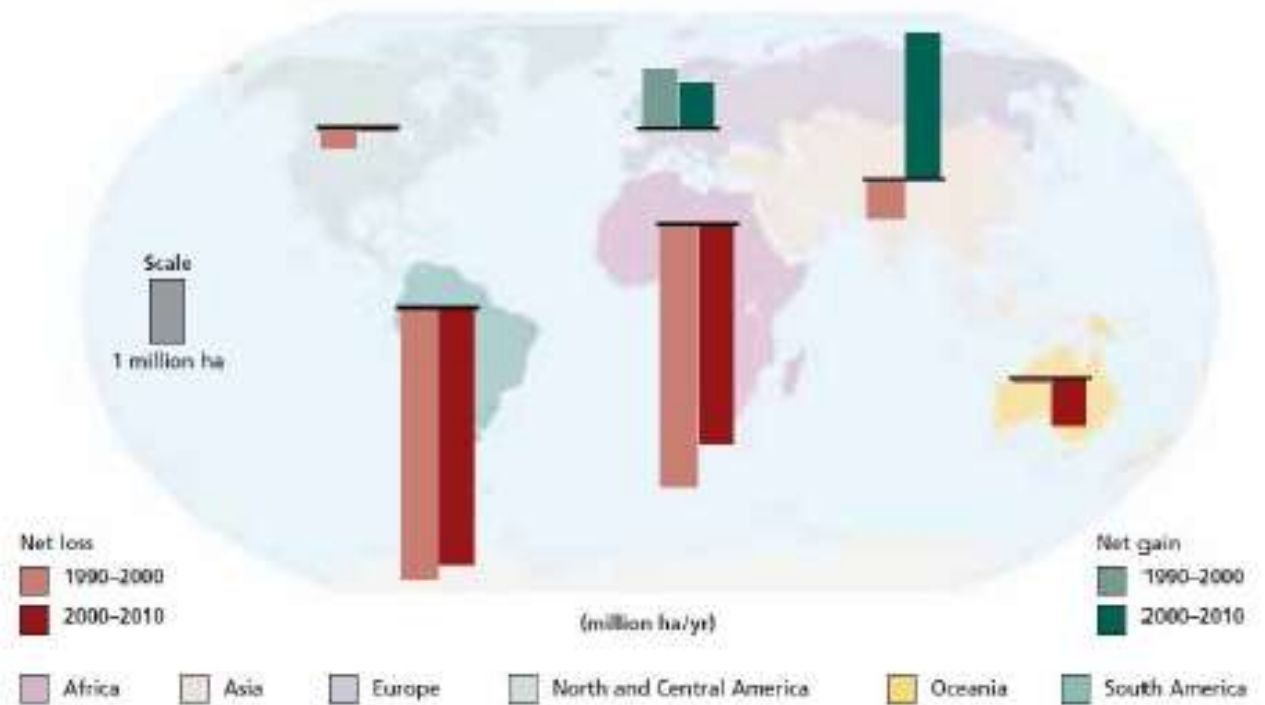 Scale
1 million ha
Net loss
1990–2000
2000–2010
(million ha/yr)
Net gain
1990–2000
2000–2010
Africa
Asia
Europe
North and Central America
Oceania
South America